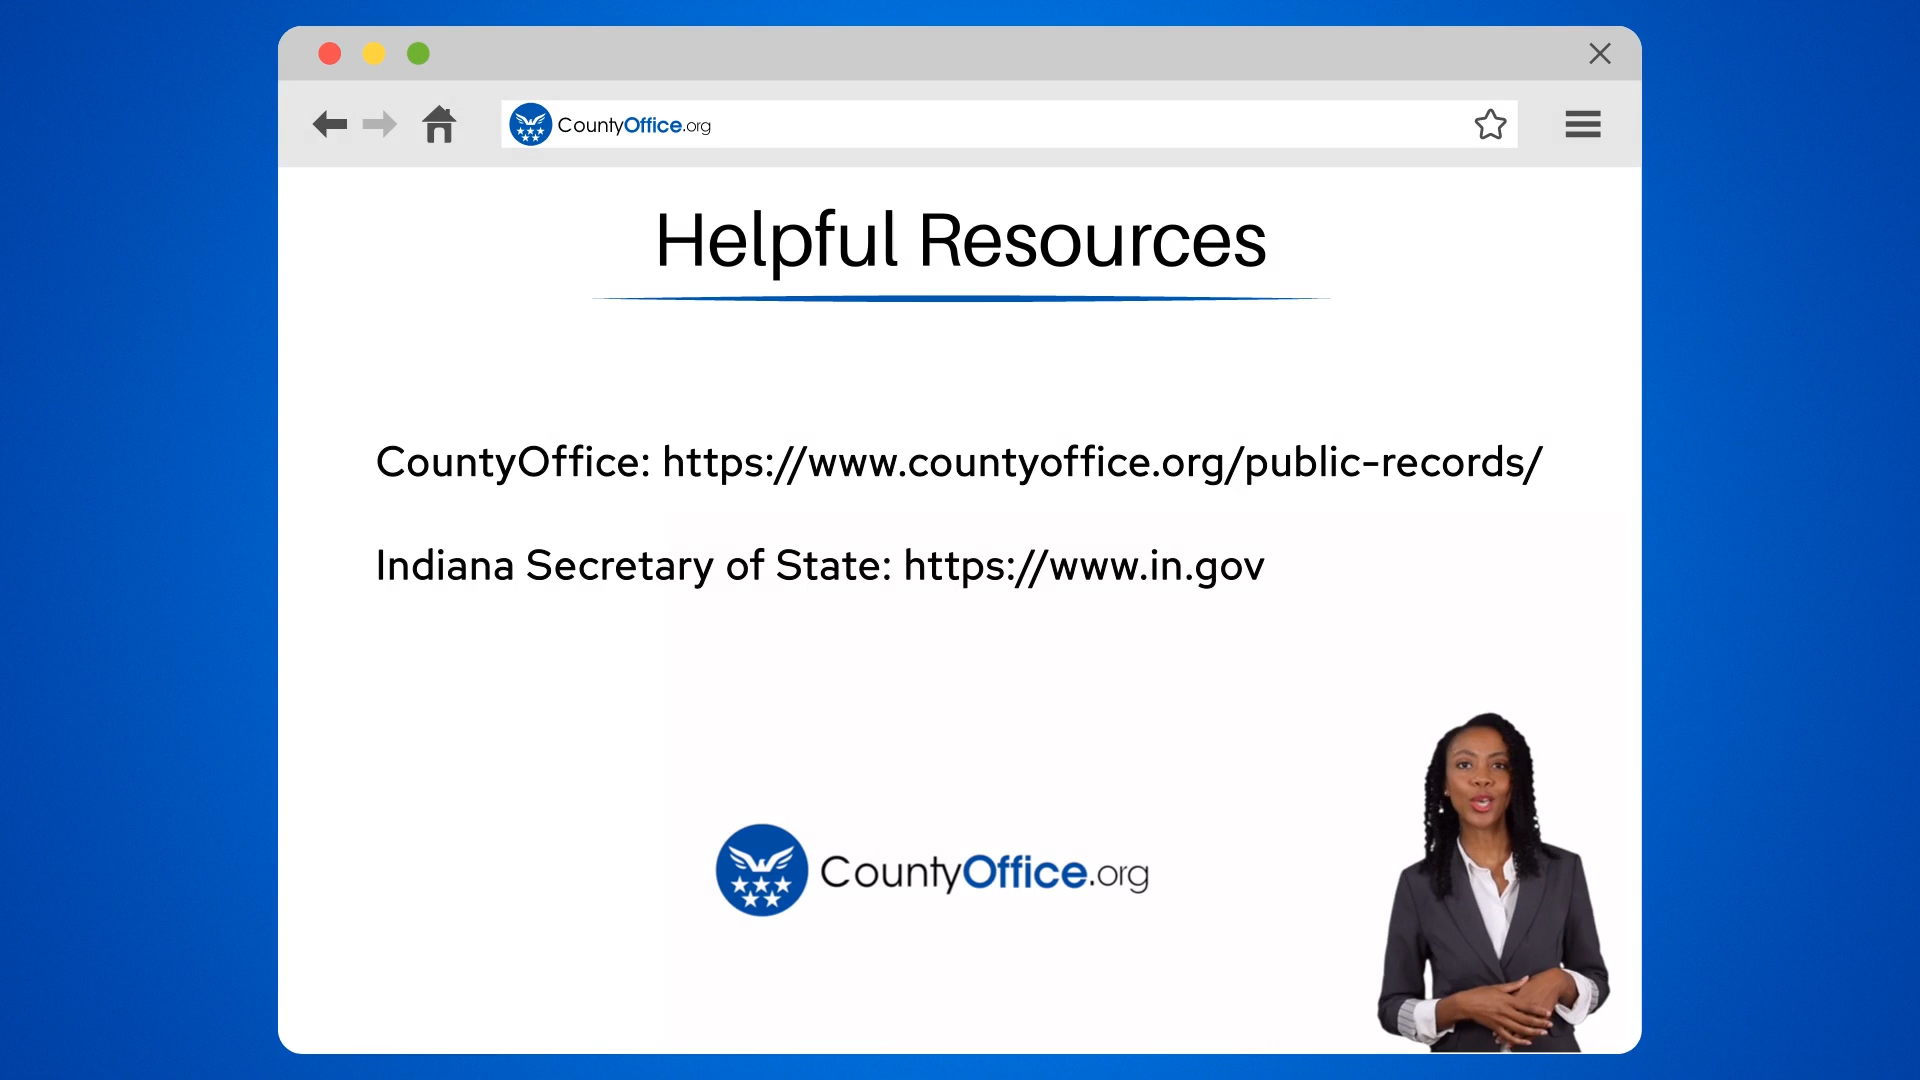 CountyOffice.org
Helpful Resources
CountyOffice: https://www.countyoffice.org/public-records/
Indiana Secretary of State: https://www.in.gov
CountyOffice.org